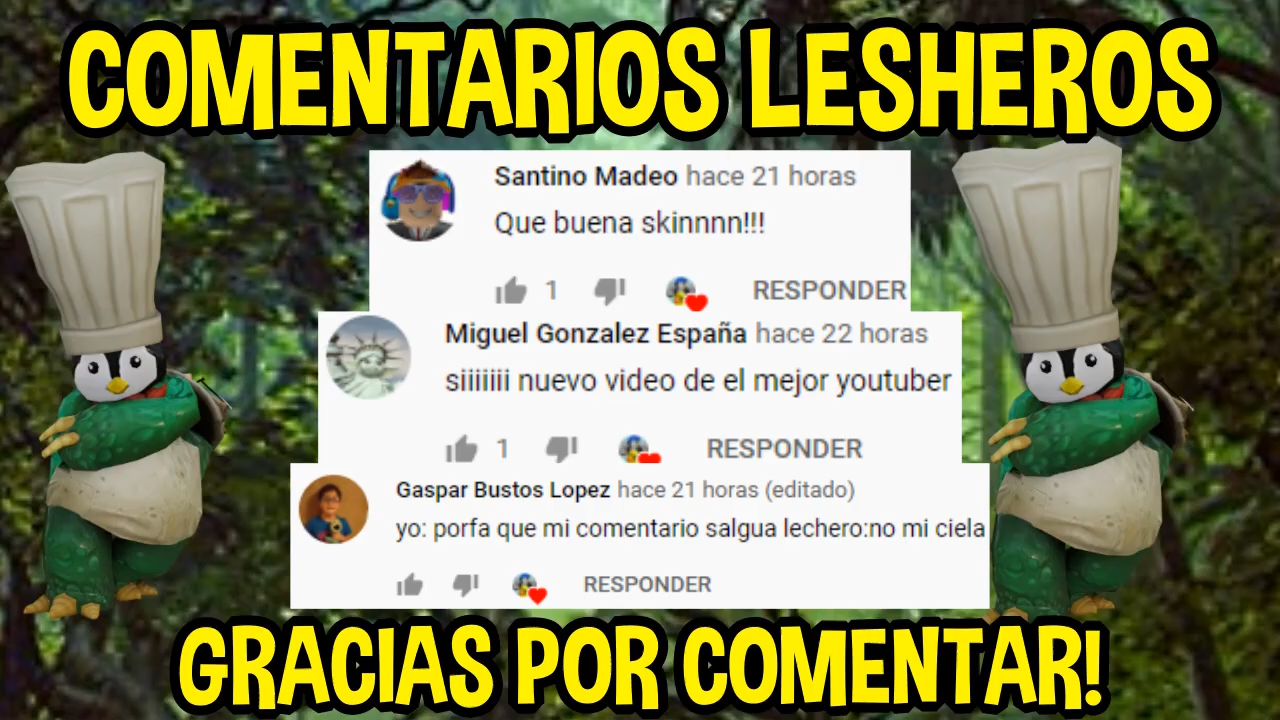 COMENTARIOS LESHEROS
Santino Madeo hace 21 horas
Que buena skinnnn!!!
1 RESPONDER
Miguel Gonzalez España hace 22 horas
siiiiiii nuevo video de el mejor youtuber
1 RESPONDER
Gaspar Bustos Lopez hace 21 horas (editado)
yo: porfa que mi comentario salgua lechero:no mi ciela
RESPONDER
GRACIAS POR COMENTAR!